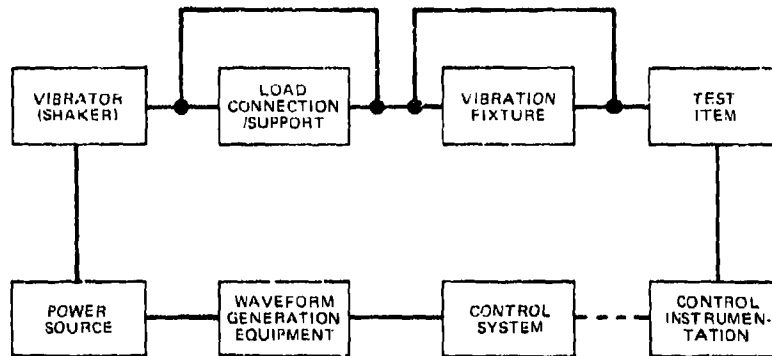 VIBRATOR
(SHAKER)
LOAD
CONNECTION
/SUPPORT
VIBRATION
FIXTURE
TEST
ITEM
POWER
SOURCE
WAVEFORM
GENERATION
EQUIPMENT
CONTROL
SYSTEM
CONTROL
INSTRUMEN-
TATION